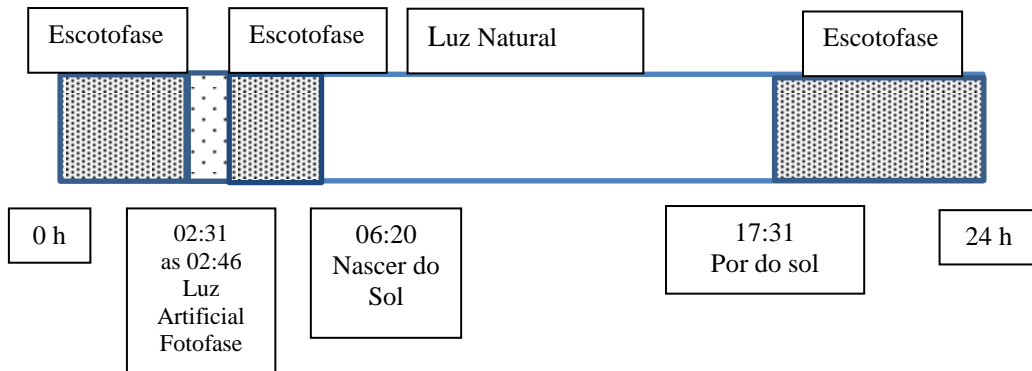 Escotofase
Escotofase
Luz Natural
Escotofase
0 h
02:31
as 02:46
Luz
Artificial
Fotofase
06:20
Nascer do
Sol
17:31
Por do sol
24 h